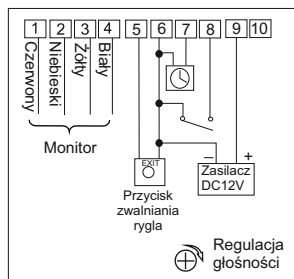 1 2 3 4 5 6 7 8 9 10
Czerwony
Niebieski
Żółty
Biały
Monitor
EXIT
Przycisk
zwalniania
rygla
– +
Zasilacz
DC12V
Regulacja
głośności